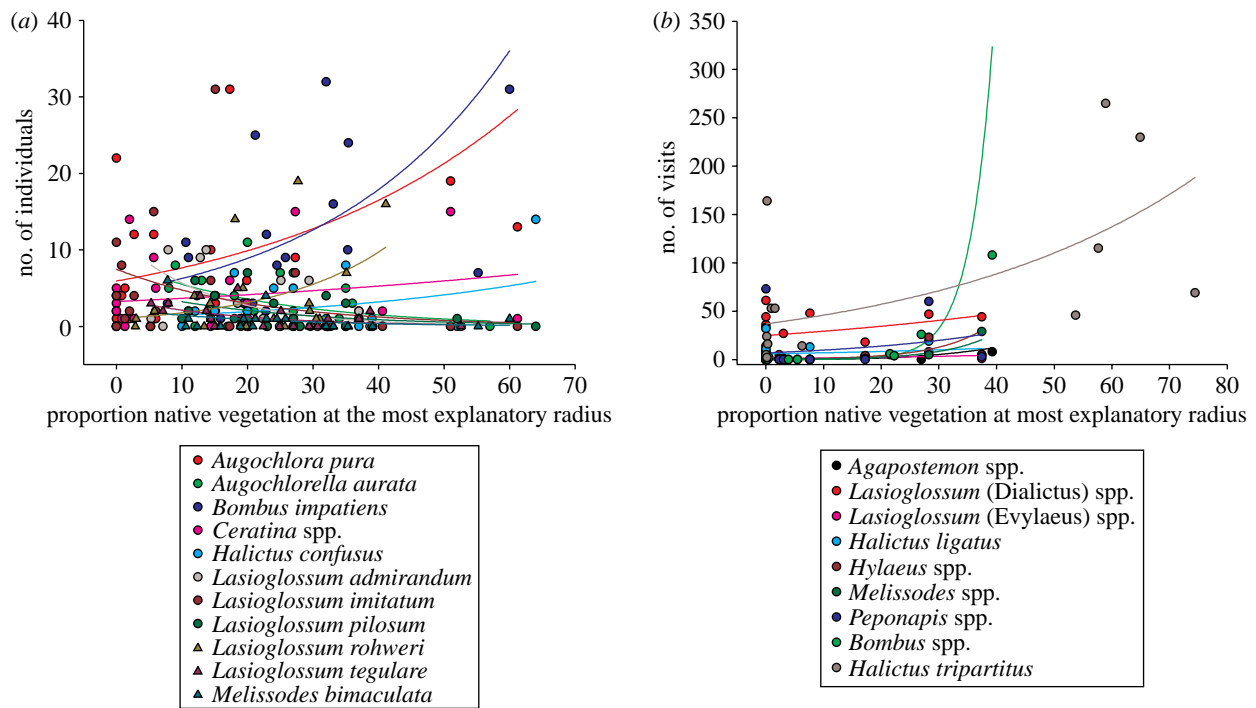 (a)
40
30
20
10
0
no. of individuals
0 10 20 30 40 50 60 70
proportion native vegetation at the most explanatory radius
Augochlora pura
Augochlorella aurata
Bombus impatiens
Ceratina spp.
Halictus confusus
Lasioglossum admirandum
Lasioglossum imitatum
Lasioglossum pilosum
Lasioglossum rohweri
Lasioglossum tegulare
Melissodes bimaculata
(b)
350
300
250
200
150
100
50
0
no. of visits
0 10 20 30 40 50 60 70 80
proportion native vegetation at most explanatory radius
Agapostemon spp.
Lasioglossum (Dialictus) spp.
Lasioglossum (Evylaeus) spp.
Halictus ligatus
Hylaeus spp.
Melissodes spp.
Peponapis spp.
Bombus spp.
Halictus tripartitus